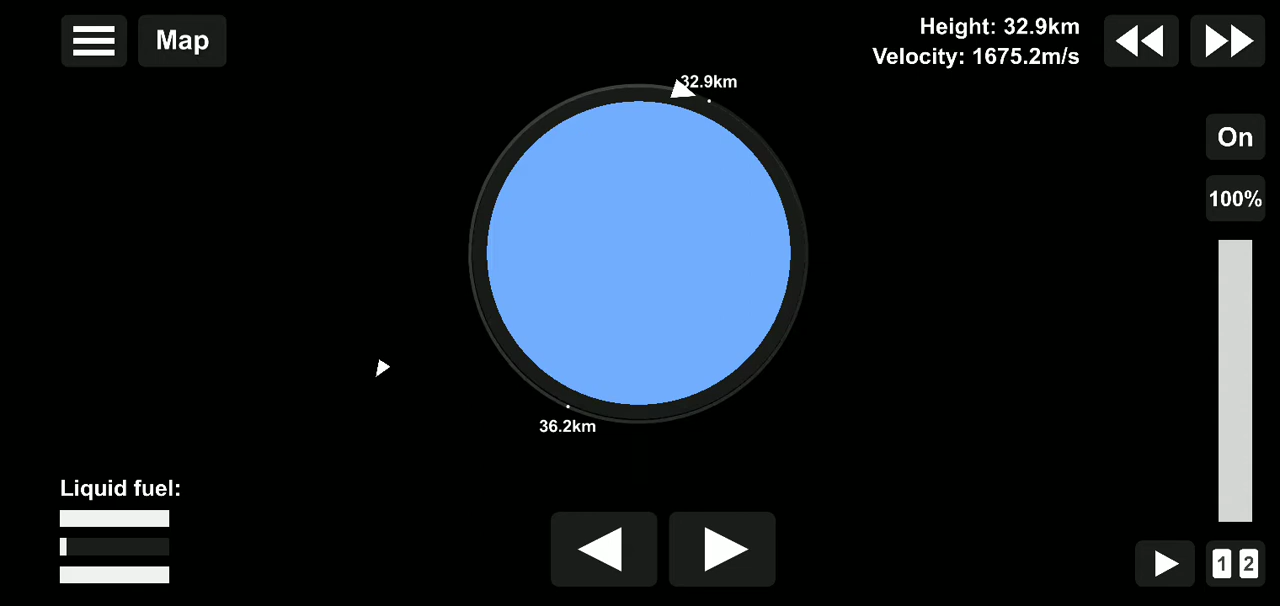 Map
Height: 32.9km
Velocity: 1675.2m/s
32.9km
On
100%
36.2km
Liquid fuel:
1 2